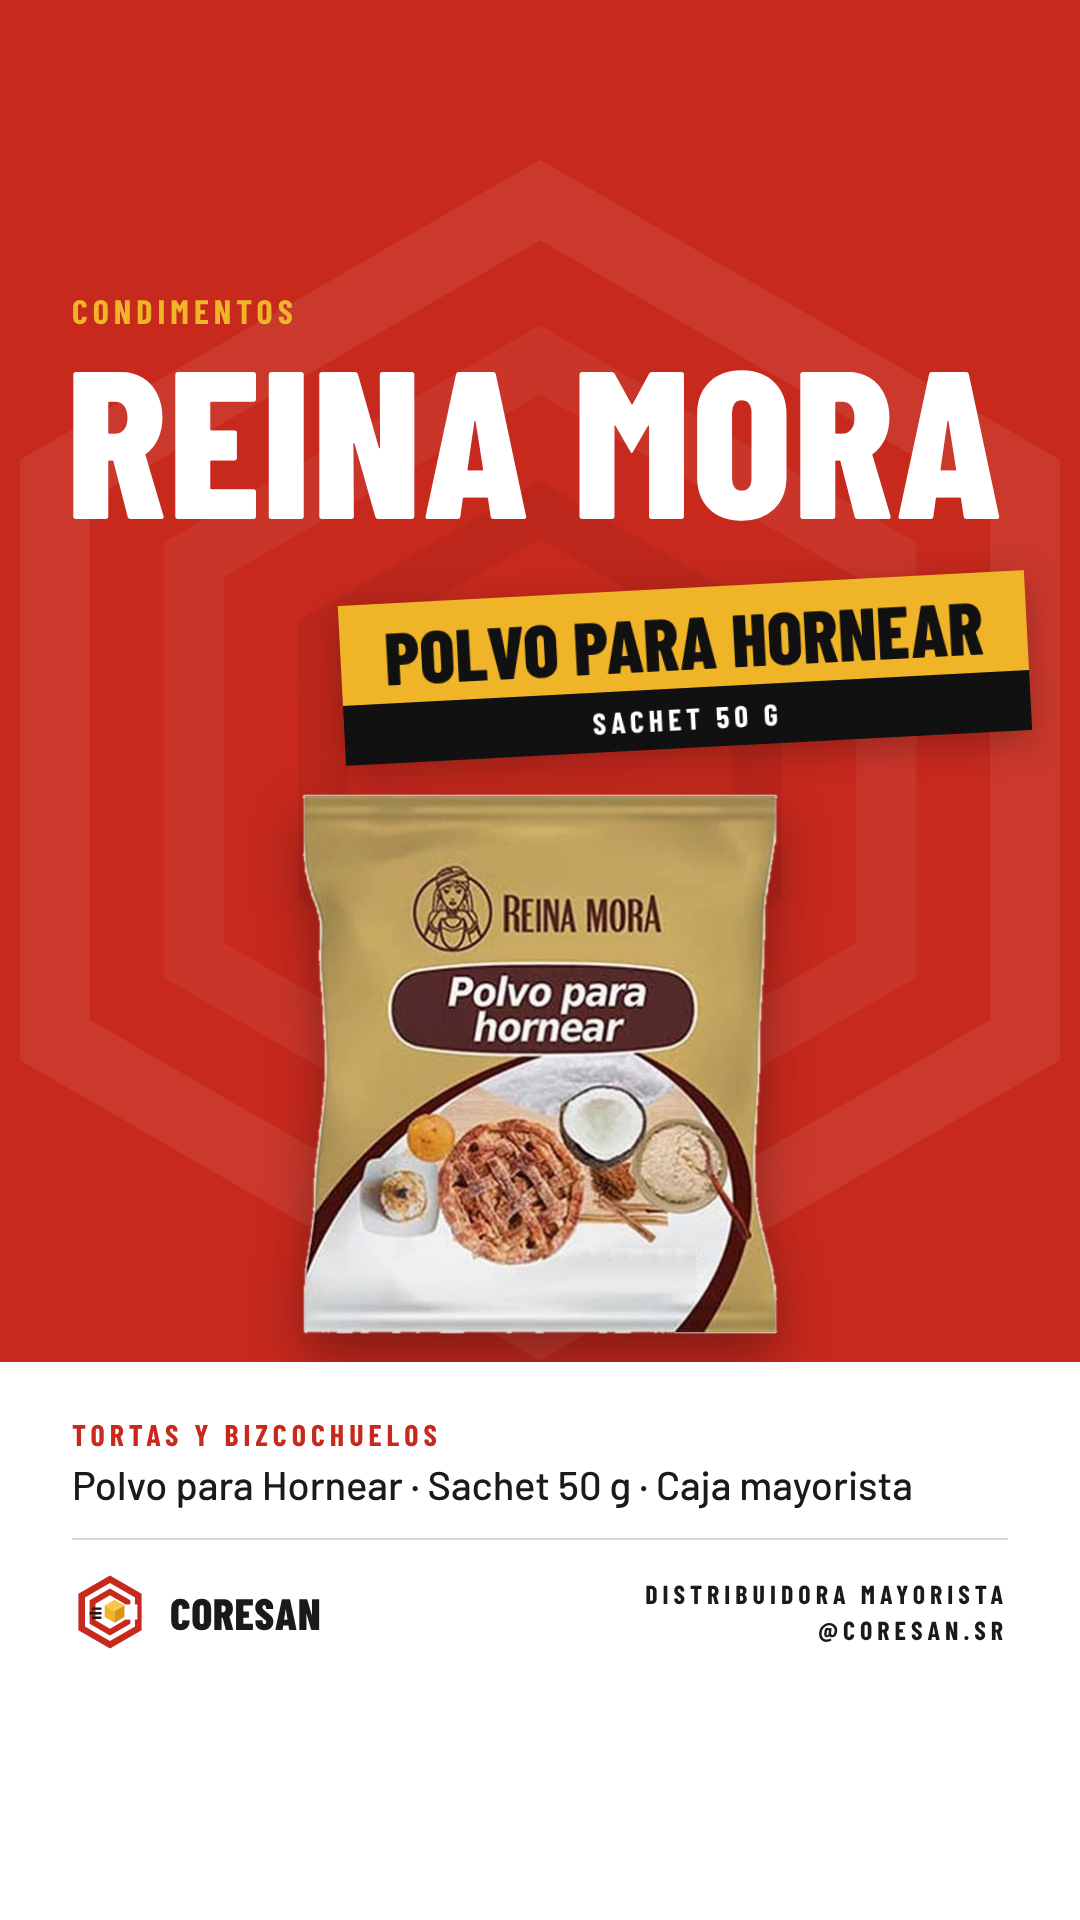 CONDIMENTOS
REINA MORA
POLVO PARA HORNEAR
SACHET 50 G
REINA MORA
Polvo para
hornear
TORTAS Y BIZCOCHUELOS
Polvo para Hornear · Sachet 50 g · Caja mayorista
CORESAN
DISTRIBUIDORA MAYORISTA
@CORESAN.SR